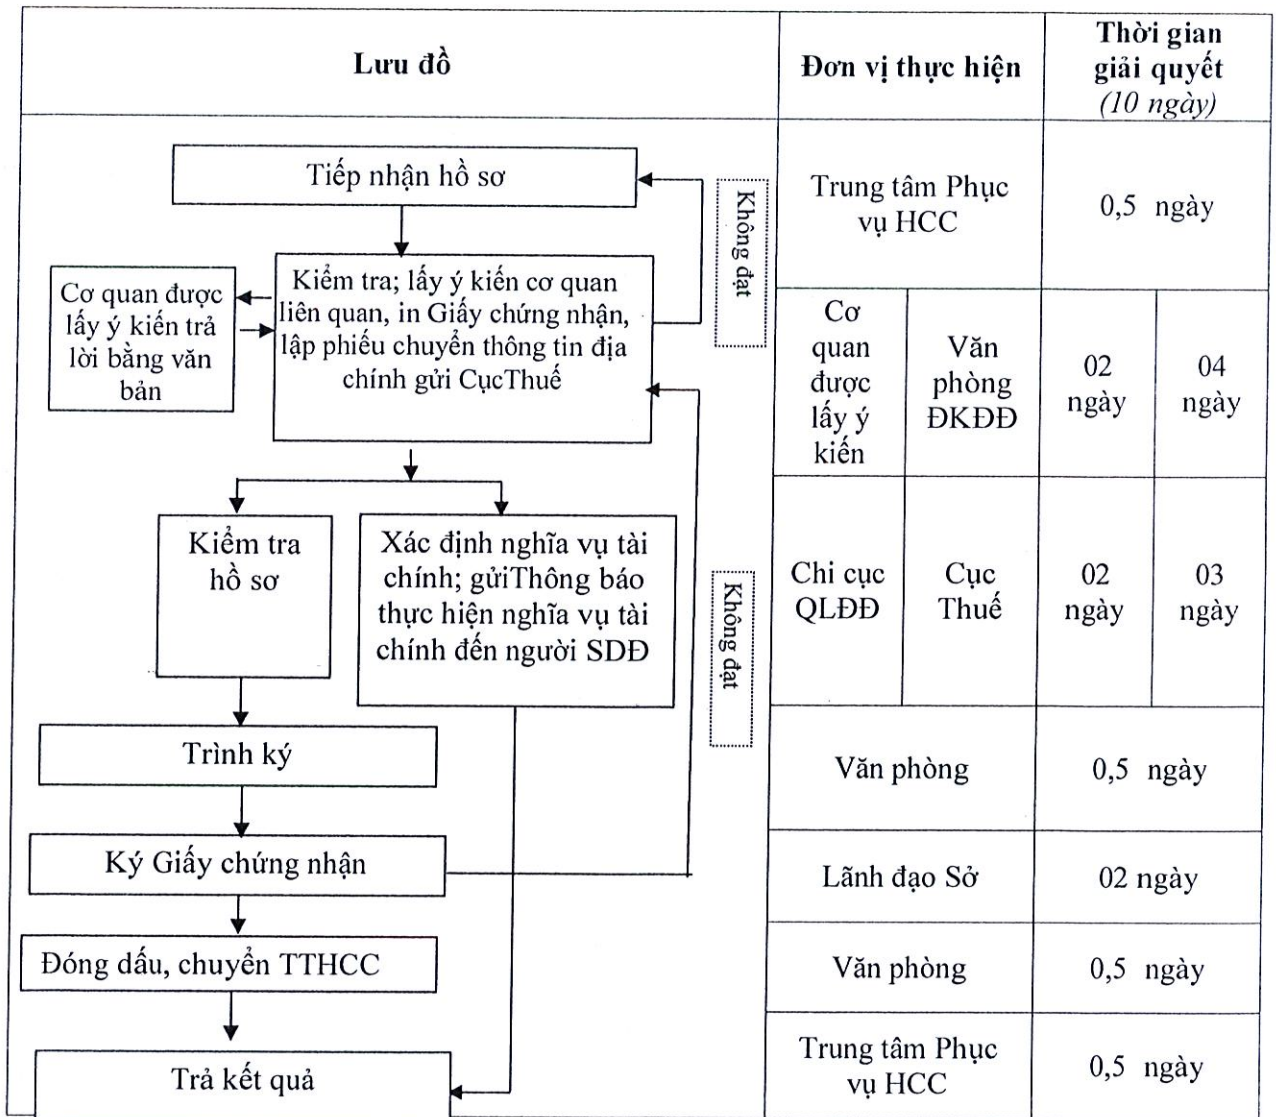 Lưu đồ
Đơn vị thực hiện
Thời gian
giải quyết
(10 ngày)
Tiếp nhận hồ sơ
Không đạt
Trung tâm Phục
vụ HCC
0,5 ngày
Cơ quan được
lấy ý kiến trả
lời bằng văn
bản
Kiểm tra; lấy ý kiến cơ quan
liên quan, in Giấy chứng nhận,
lập phiếu chuyển thông tin địa
chính gửi CụcThuế
Cơ
quan
được
lấy ý
kiến
Văn
phòng
ĐKĐĐ
02
ngày
04
ngày
Kiểm tra
hồ sơ
Xác định nghĩa vụ tài
chính; gửiThông báo
thực hiện nghĩa vụ tài
chính đến người SDĐ
Không đạt
Chi cục
QLĐĐ
Cục
Thuế
02
ngày
03
ngày
Trình ký
Văn phòng
0,5 ngày
Ký Giấy chứng nhận
Lãnh đạo Sở
02 ngày
Đóng dấu, chuyển TTHCC
Văn phòng
0,5 ngày
Trả kết quả
Trung tâm Phục
vụ HCC
0,5 ngày